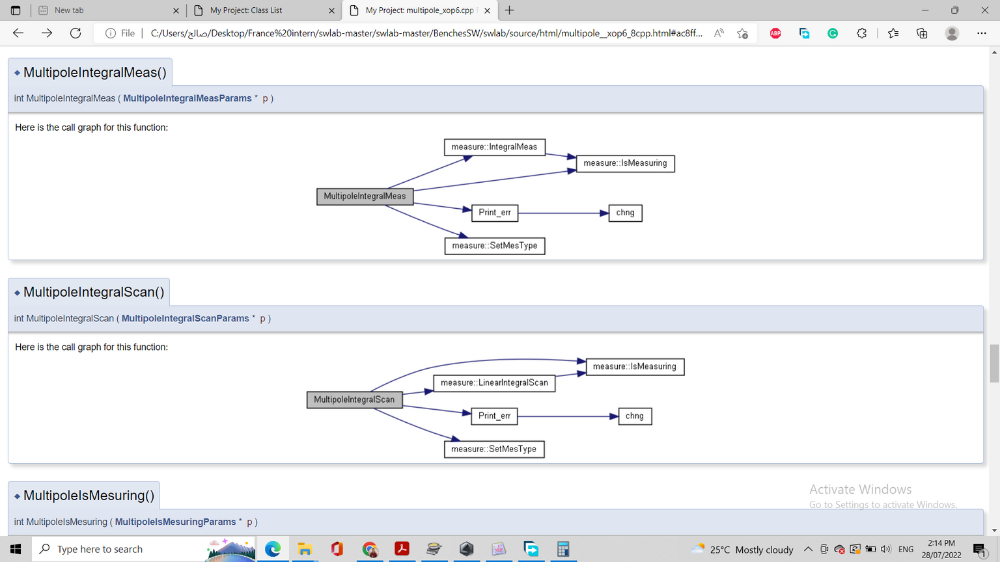 New tab
My Project: Class List
My Project: multipole_xop6.cpp F
File
C:/Users/صالح/Desktop/France%20intern/swlab-master/swlab-master/BenchesSW/swlab/source/html/multipole__xop6_8cpp.html#ac8ff...
ABP
MultipoleIntegralMeas()
int MultipoleIntegralMeas ( MultipoleIntegralMeasParams * p )
Here is the call graph for this function:
measure::IntegralMeas
measure::IsMeasuring
MultipoleIntegralMeas
Print_err
chng
measure::SetMesType
MultipoleIntegralScan()
int MultipoleIntegralScan ( MultipoleIntegralScanParams * p )
Here is the call graph for this function:
measure::IsMeasuring
measure::LinearIntegralScan
MultipoleIntegralScan
Print_err
chng
measure::SetMesType
MultipoleIsMesuring()
int MultipoleIsMesuring ( MultipoleIsMesuringParams * p )
Activate Windows
Go to Settings to activate Windows.
Type here to search
25°C Mostly cloudy
ENG
2:14 PM
28/07/2022
1